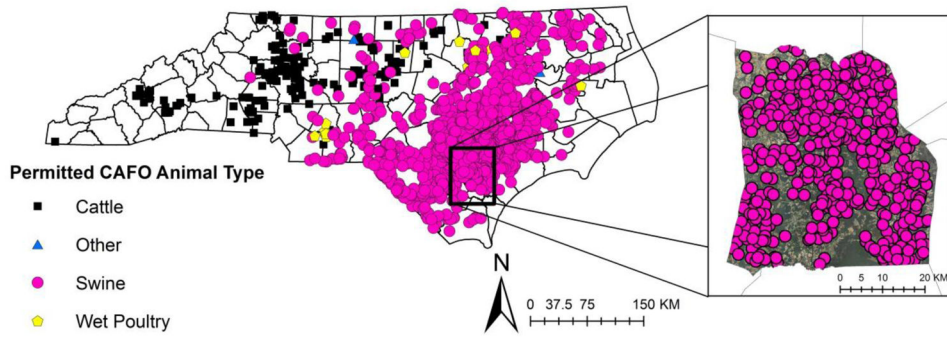 Permitted CAFO Animal Type
Cattle
Other
Swine
Wet Poultry
N
0 37.5 75 150 KM
0 5 10 20 KM